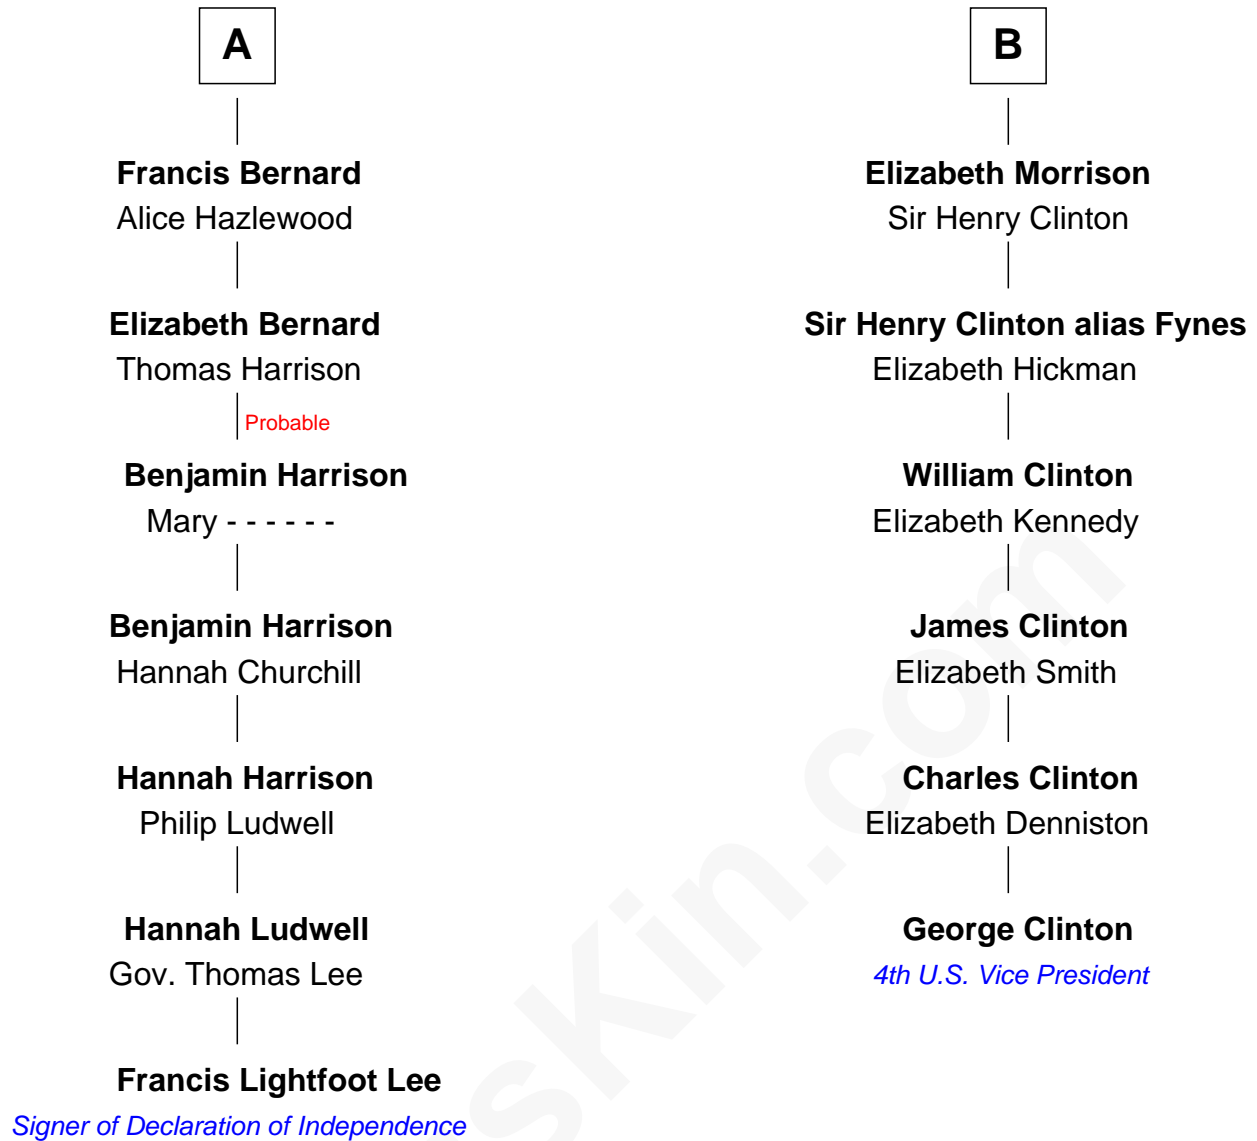 A
Francis Bernard
Alice Hazlewood
Elizabeth Bernard
Thomas Harrison
Probable
Benjamin Harrison
Mary - - - - - -
Benjamin Harrison
Hannah Churchill
Hannah Harrison
Philip Ludwell
Hannah Ludwell
Gov. Thomas Lee
Francis Lightfoot Lee
Signer of Declaration of Independence
B
Elizabeth Morrison
Sir Henry Clinton
Sir Henry Clinton alias Fynes
Elizabeth Hickman
William Clinton
Elizabeth Kennedy
James Clinton
Elizabeth Smith
Charles Clinton
Elizabeth Denniston
George Clinton
4th U.S. Vice President
sKin.com